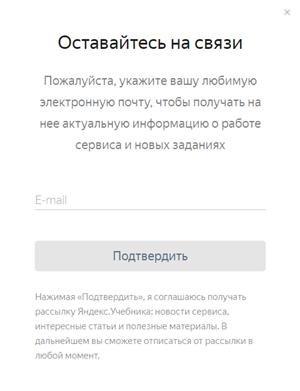 ×
Оставайтесь на связи
Пожалуйста, укажите вашу любимую
электронную почту, чтобы получать на
нее актуальную информацию о работе
сервиса и новых заданиях
E-mail
Подтвердить
Нажимая «Подтвердить», я соглашаюсь получать
рассылку Яндекс.Учебника: новости сервиса,
интересные статьи и полезные материалы. В
дальнейшем вы сможете отписаться от рассылки в
любой момент.